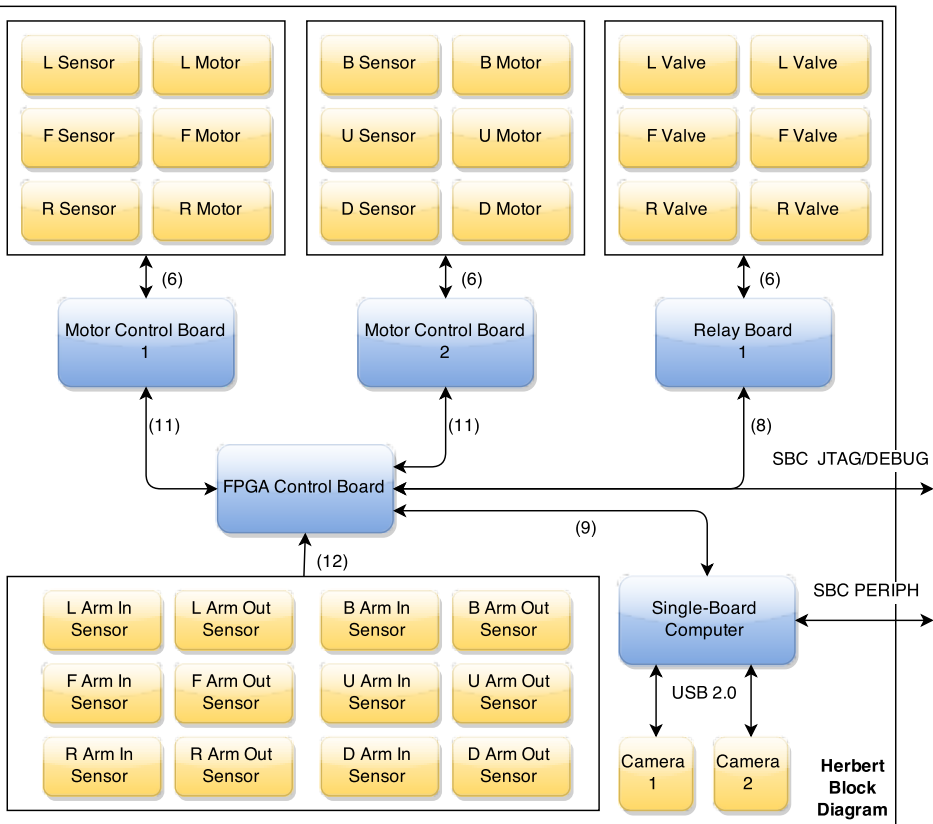 L Sensor
L Motor
F Sensor
F Motor
R Sensor
R Motor
B Sensor
B Motor
U Sensor
U Motor
D Sensor
D Motor
L Valve
L Valve
F Valve
F Valve
R Valve
R Valve
(6)
(6)
(6)
Motor Control Board
1
Motor Control Board
2
Relay Board
1
(11)
(11)
(8)
SBC JTAG/DEBUG
FPGA Control Board
(9)
(12)
L Arm In
Sensor
L Arm Out
Sensor
B Arm In
Sensor
B Arm Out
Sensor
F Arm In
Sensor
F Arm Out
Sensor
U Arm In
Sensor
U Arm Out
Sensor
R Arm In
Sensor
R Arm Out
Sensor
D Arm In
Sensor
D Arm Out
Sensor
Single-Board
Computer
SBC PERIPH
USB 2.0
Camera
1
Camera
2
Herbert
Block
Diagram